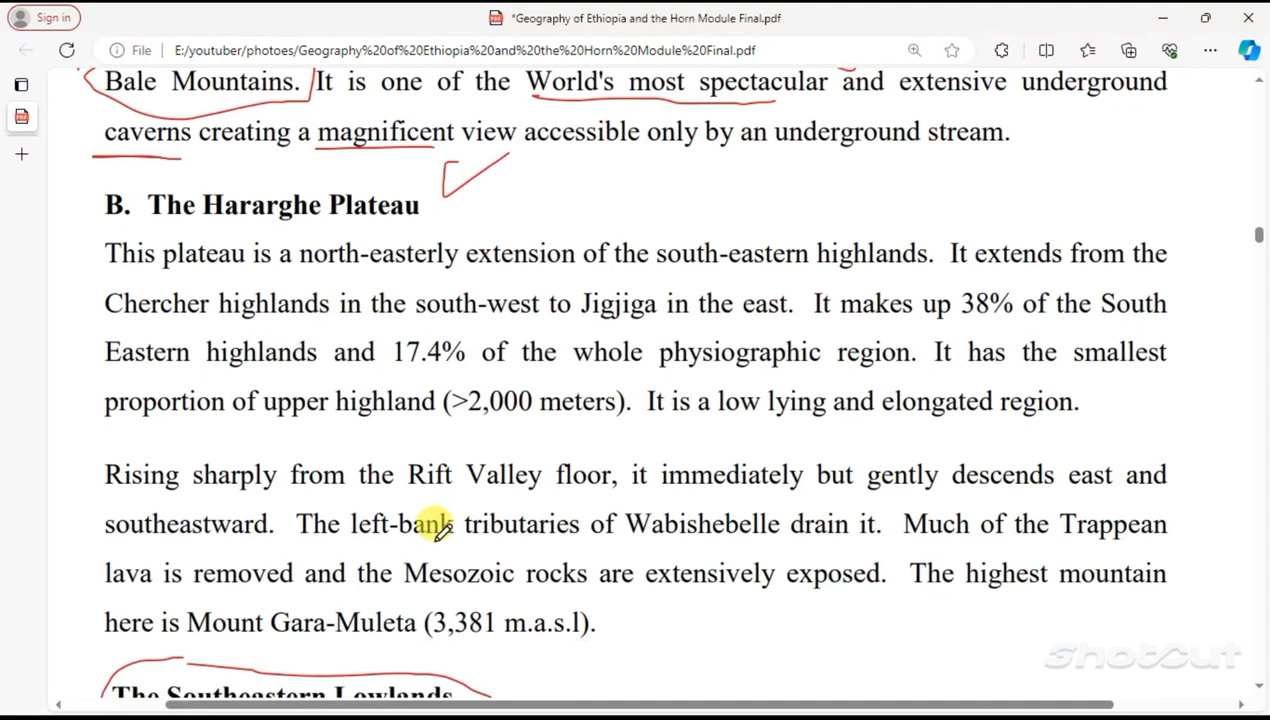 Sign in
*Geography of Ethiopia and the Horn Module Final.pdf
File
E:/youtuber/photoes/Geography%20of%20Ethiopia%20and%20the%20Horn%20Module%20Final.pdf
Bale Mountains. It is one of the World's most spectacular and extensive underground
caverns creating a magnificent view accessible only by an underground stream.
B. The Hararghe Plateau
This plateau is a north-easterly extension of the south-eastern highlands. It extends from the
Chercher highlands in the south-west to Jigjiga in the east. It makes up 38% of the South
Eastern highlands and 17.4% of the whole physiographic region. It has the smallest
proportion of upper highland (>2,000 meters). It is a low lying and elongated region.
Rising sharply from the Rift Valley floor, it immediately but gently descends east and
southeastward. The left-bank tributaries of Wabishebelle drain it. Much of the Trappean
lava is removed and the Mesozoic rocks are extensively exposed. The highest mountain
here is Mount Gara-Muleta (3,381 m.a.s.l).
Shotcut
The Southeastern Lowlands